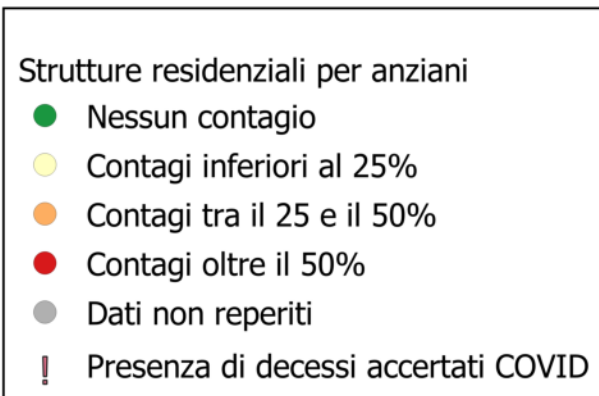 Strutture residenziali per anziani
Nessun contagio
Contagi inferiori al 25%
Contagi tra il 25 e il 50%
Contagi oltre il 50%
Dati non reperiti
! Presenza di decessi accertati COVID